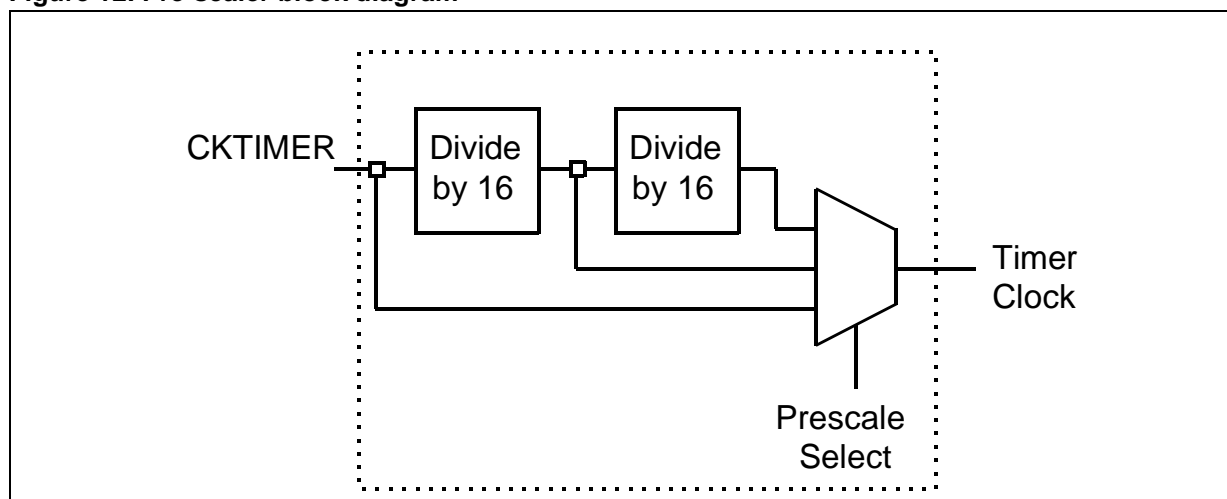 CKTIMER
Divide
by 16
Divide
by 16
Timer
Clock
Prescale
Select